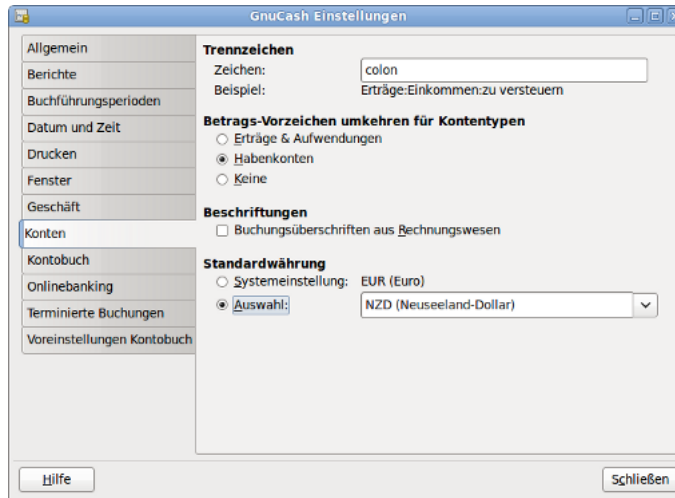 GnuCash Einstellungen
Allgemein
Berichte
Buchführungsperioden
Datum und Zeit
Drucken
Fenster
Geschäft
Konten
Kontobuch
Onlinebanking
Terminierte Buchungen
Voreinstellungen Kontobuch
Trennzeichen
Zeichen: colon
Beispiel: Erträge:Einkommen:zu versteuern
Betrags-Vorzeichen umkehren für Kontentypen
Erträge & Aufwendungen
Habenkonten
Keine
Beschriftungen
Buchungsüberschriften aus Rechnungswesen
Standardwährung
Systemeinstellung: EUR (Euro)
Auswahl: NZD (Neuseeland-Dollar)
Hilfe
Schließen